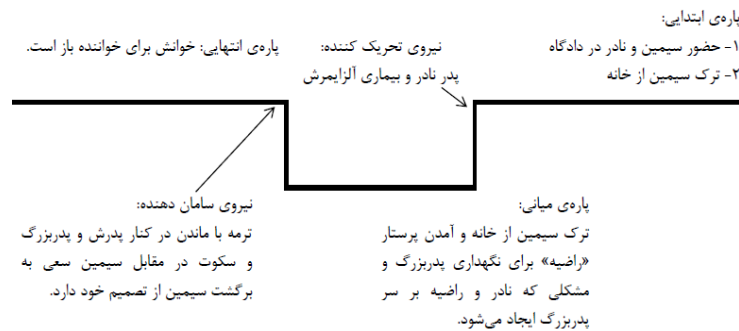 پاره‌ی ابتدایی:
۱- حضور سیمین و نادر در دادگاه
۲- ترک سیمین از خانه
نیروی تحریک کننده:
پدر نادر و بیماری آلزایمرش
پاره‌ی انتهایی: خوانش برای خواننده باز است.
پاره‌ی میانی:
ترک سیمین از خانه و آمدن پرستار
«راضیه» برای نگهداری پدربزرگ و
مشکلی که نادر و راضیه بر سر
پدربزرگ ایجاد می‌شود.
نیروی سامان دهنده:
ترمه با ماندن در کنار پدرش و پدربزرگ
و سکوت در مقابل سیمین سعی به
برگشت سیمین از تصمیم خود دارد.